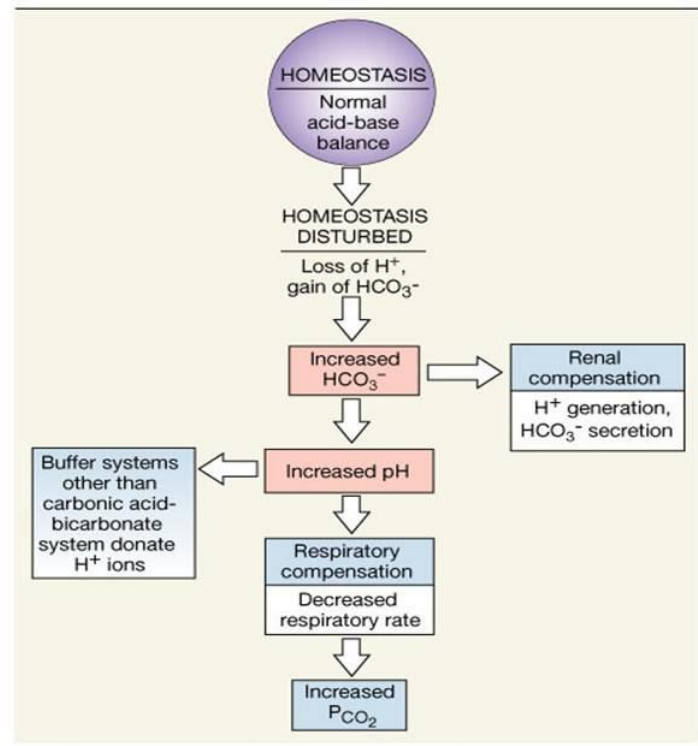 HOMEOSTASIS
Normal
acid-base
balance
HOMEOSTASIS
DISTURBED
Loss of H⁺,
gain of HCO₃-
Increased
HCO₃⁻
Renal
compensation
H⁺ generation,
HCO₃⁻ secretion
Increased pH
Buffer systems
other than
carbonic acid-
bicarbonate
system donate
H⁺ ions
Respiratory
compensation
Decreased
respiratory rate
Increased
PCO₂